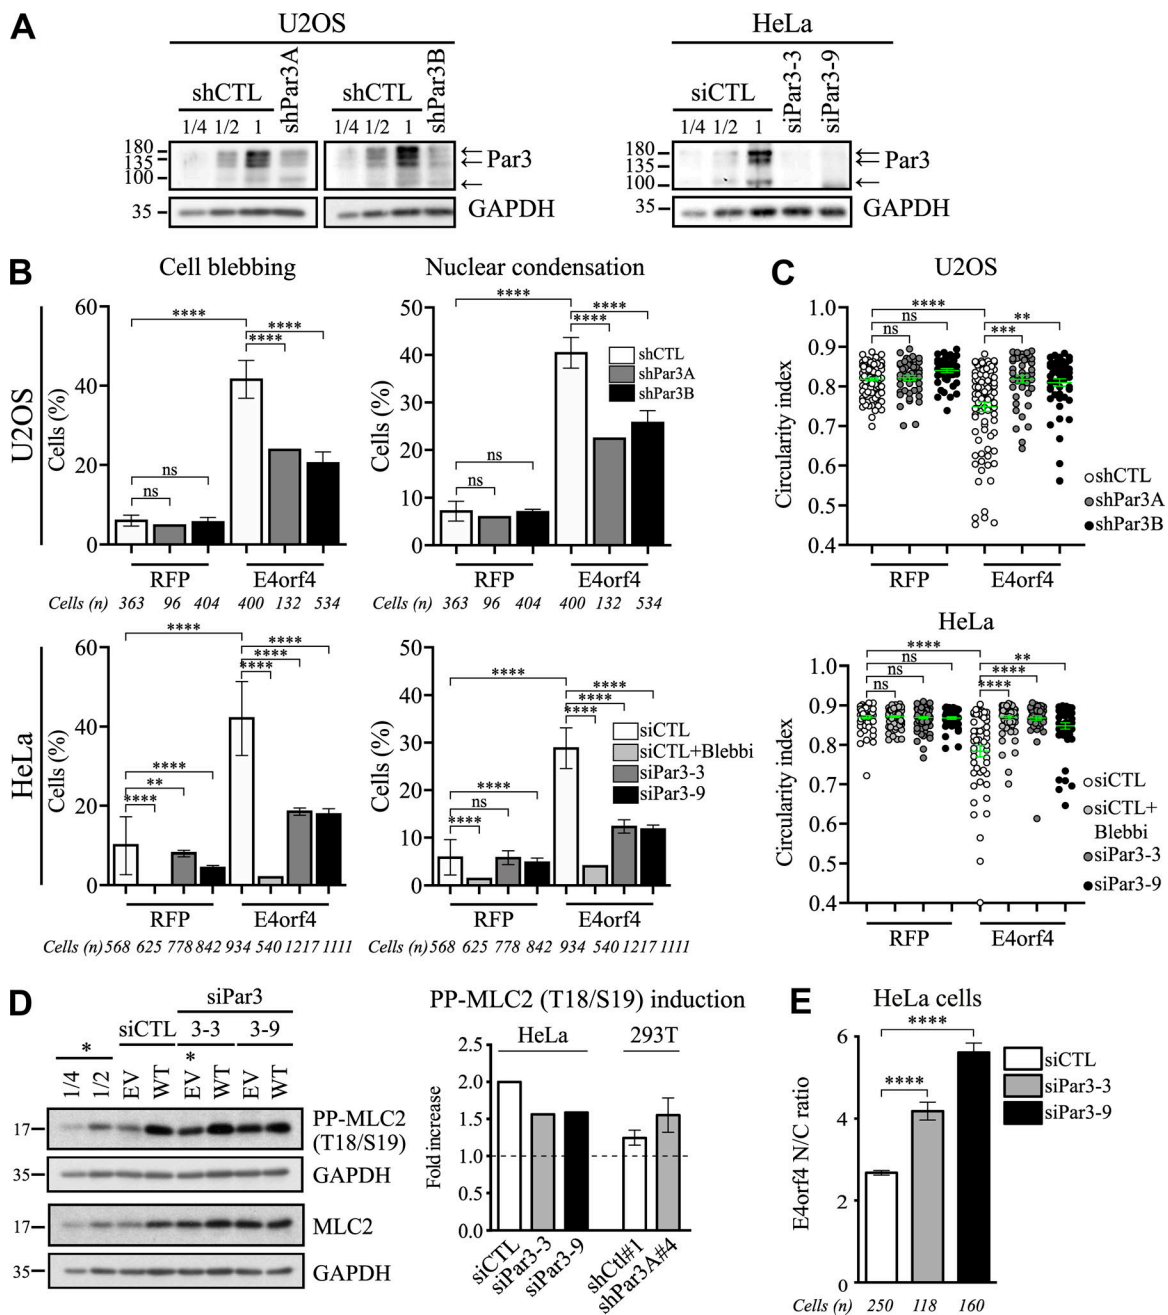 A
U2OS
HeLa
shCTL
shPar3A
shCTL
shPar3B
siCTL
siPar3-3
siPar3-9
1/4 1/2 1
1/4 1/2 1
1/4 1/2 1
180
135
100
35
Par3
GAPDH
180
135
100
35
Par3
GAPDH
B
Cell blebbing
Nuclear condensation
C
U2OS
U2OS
Cells (%)
60
40
20
0
**** **** **** ns ns
RFP E4orf4
Cells (n) 363 96 404 400 132 534
Cells (%)
50
40
30
20
10
0
**** **** **** ns ns
shCTL
shPar3A
shPar3B
RFP E4orf4
Cells (n) 363 96 404 400 132 534
Circularity index
1.0
0.9
0.8
0.7
0.6
0.5
0.4
**** ns ns ** ***
shCTL
shPar3A
shPar3B
RFP E4orf4
HeLa
Cells (%)
60
40
20
0
**** **** **** **** **** ** ****
RFP E4orf4
Cells (n) 568 625 778 842 934 540 1217 1111
Cells (%)
50
40
30
20
10
0
**** **** **** **** **** ns ****
siCTL
siCTL+Blebbi
siPar3-3
siPar3-9
RFP E4orf4
Cells (n) 568 625 778 842 934 540 1217 1111
HeLa
Circularity index
1.0
0.9
0.8
0.7
0.6
0.5
0.4
**** ns ns ns ** **** ****
siCTL
siCTL+
Blebbi
siPar3-3
siPar3-9
RFP E4orf4
D
siPar3
siCTL 3-3 3-9
*
1/4 1/2 EV WT EV* WT EV WT
17
PP-MLC2
(T18/S19)
35
GAPDH
17
MLC2
35
GAPDH
PP-MLC2 (T18/S19) induction
HeLa 293T
Fold increase
2.5
2.0
1.5
1.0
0.5
0.0
siCTL
siPar3-3
siPar3-9
shCtl#1
shPar3A#4
E
HeLa cells
E4orf4 N/C ratio
6
4
2
0
****
****
siCTL
siPar3-3
siPar3-9
Cells (n) 250 118 160